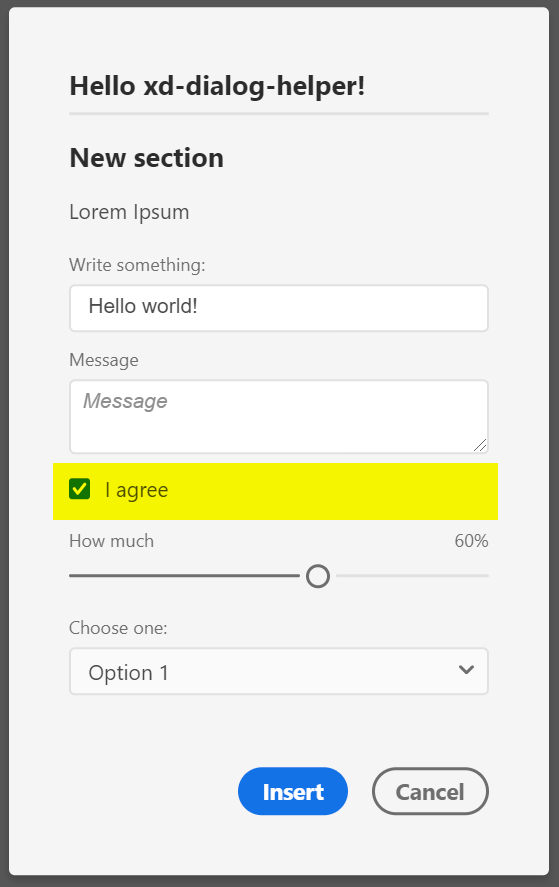 Hello xd-dialog-helper!
New section
Lorem Ipsum
Write something:
Hello world!
Message
Message
I agree
How much 60%
Choose one:
Option 1
Insert Cancel